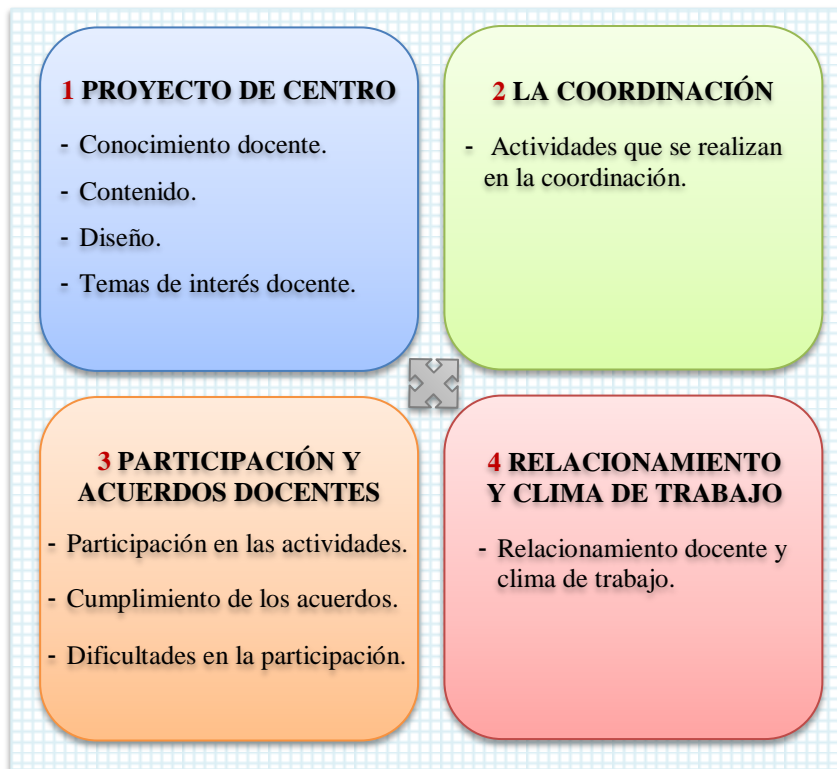 1 PROYECTO DE CENTRO
- Conocimiento docente.
- Contenido.
- Diseño.
- Temas de interés docente.
2 LA COORDINACIÓN
- Actividades que se realizan
en la coordinación.
3 PARTICIPACIÓN Y
ACUERDOS DOCENTES
- Participación en las actividades.
- Cumplimiento de los acuerdos.
- Dificultades en la participación.
4 RELACIONAMIENTO
Y CLIMA DE TRABAJO
- Relacionamiento docente y
clima de trabajo.